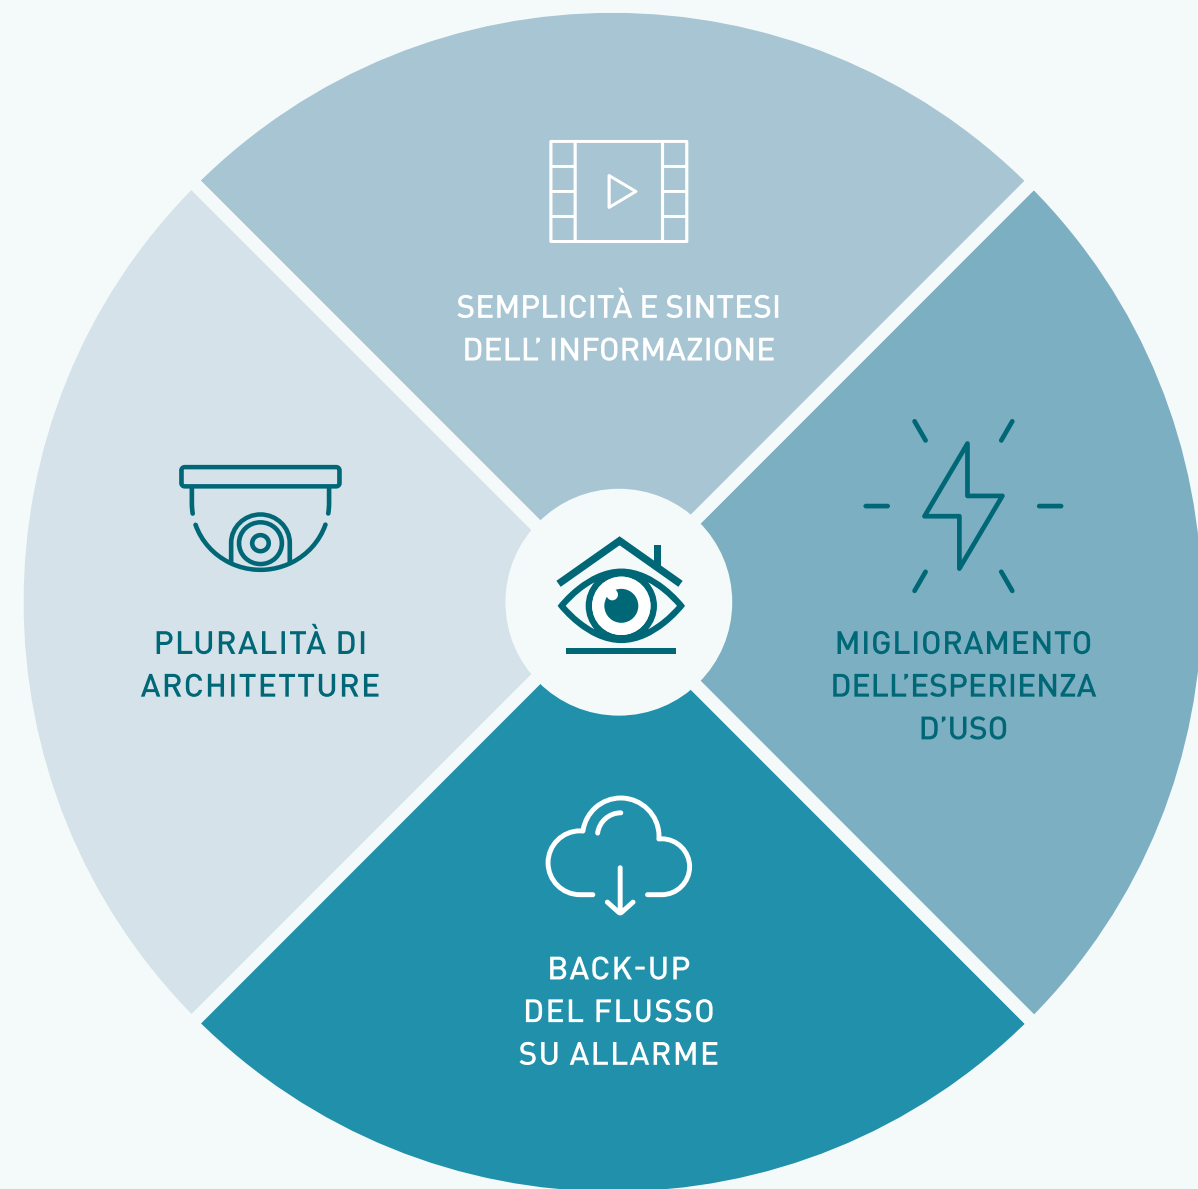 SEMPLICITÀ E SINTESI
DELL' INFORMAZIONE
PLURALITÀ DI
ARCHITETTURE
MIGLIORAMENTO
DELL'ESPERIENZA
D'USO
BACK-UP
DEL FLUSSO
SU ALLARME